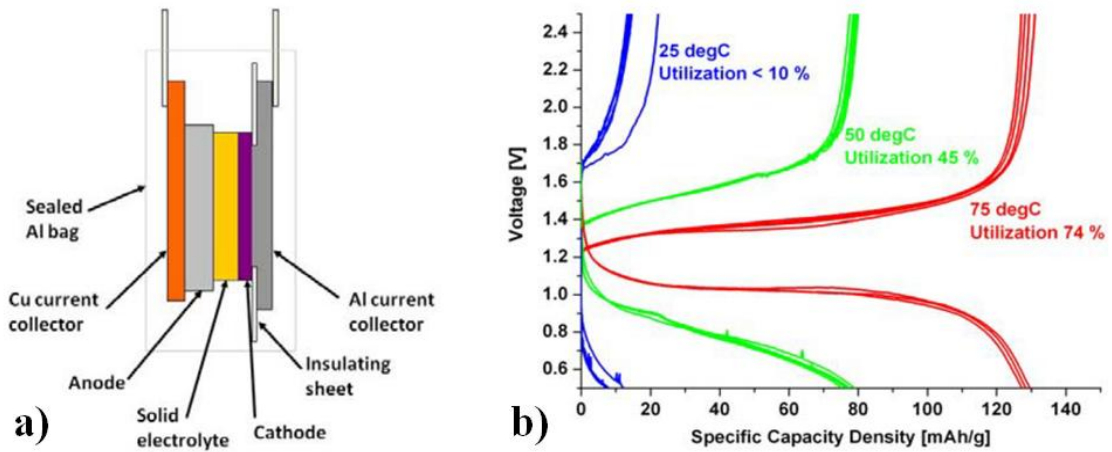 Sealed
Al bag
Cu current
collector
Anode
Solid
electrolyte
Cathode
Insulating
sheet
Al current
collector
a)
2.4
2.2
2.0
1.8
1.6
1.4
1.2
1.0
0.8
0.6
Voltage [V]
25 degC
Utilization < 10 %
50 degC
Utilization 45 %
75 degC
Utilization 74 %
0 20 40 60 80 100 120 140
Specific Capacity Density [mAh/g]
b)